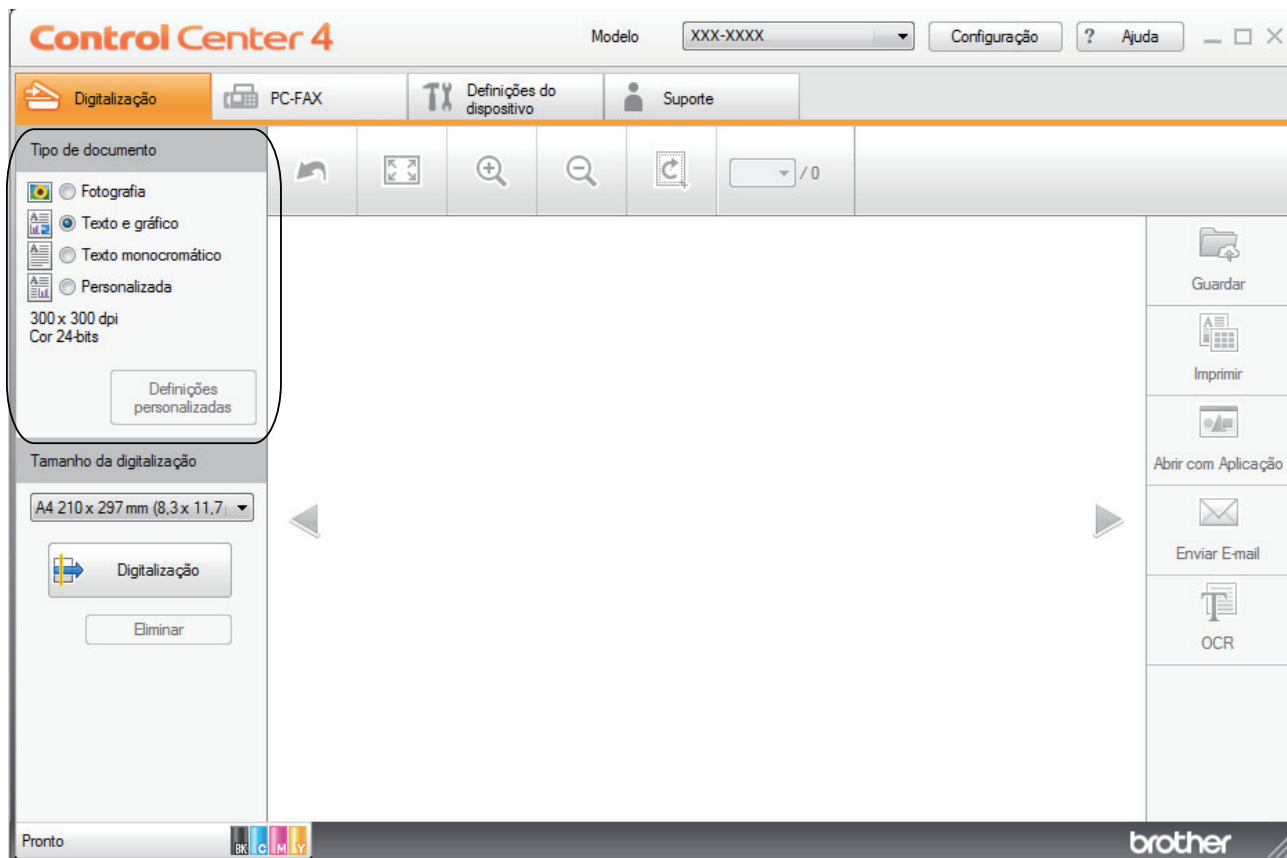 Control Center 4
Modelo
XXX-XXXX
Configuração
? Ajuda
Digitalização
PC-FAX
Definições do
dispositivo
Suporte
Tipo de documento
Fotografia
Texto e gráfico
Texto monocromático
Personalizada
300 x 300 dpi
Cor 24-bits
Definições
personalizadas
/ 0
Tamanho da digitalização
A4 210 x 297 mm (8,3 x 11,7
Digitalização
Eliminar
Guardar
Imprimir
Abrir com Aplicação
Enviar E-mail
OCR
Pronto
BK C M Y
brother